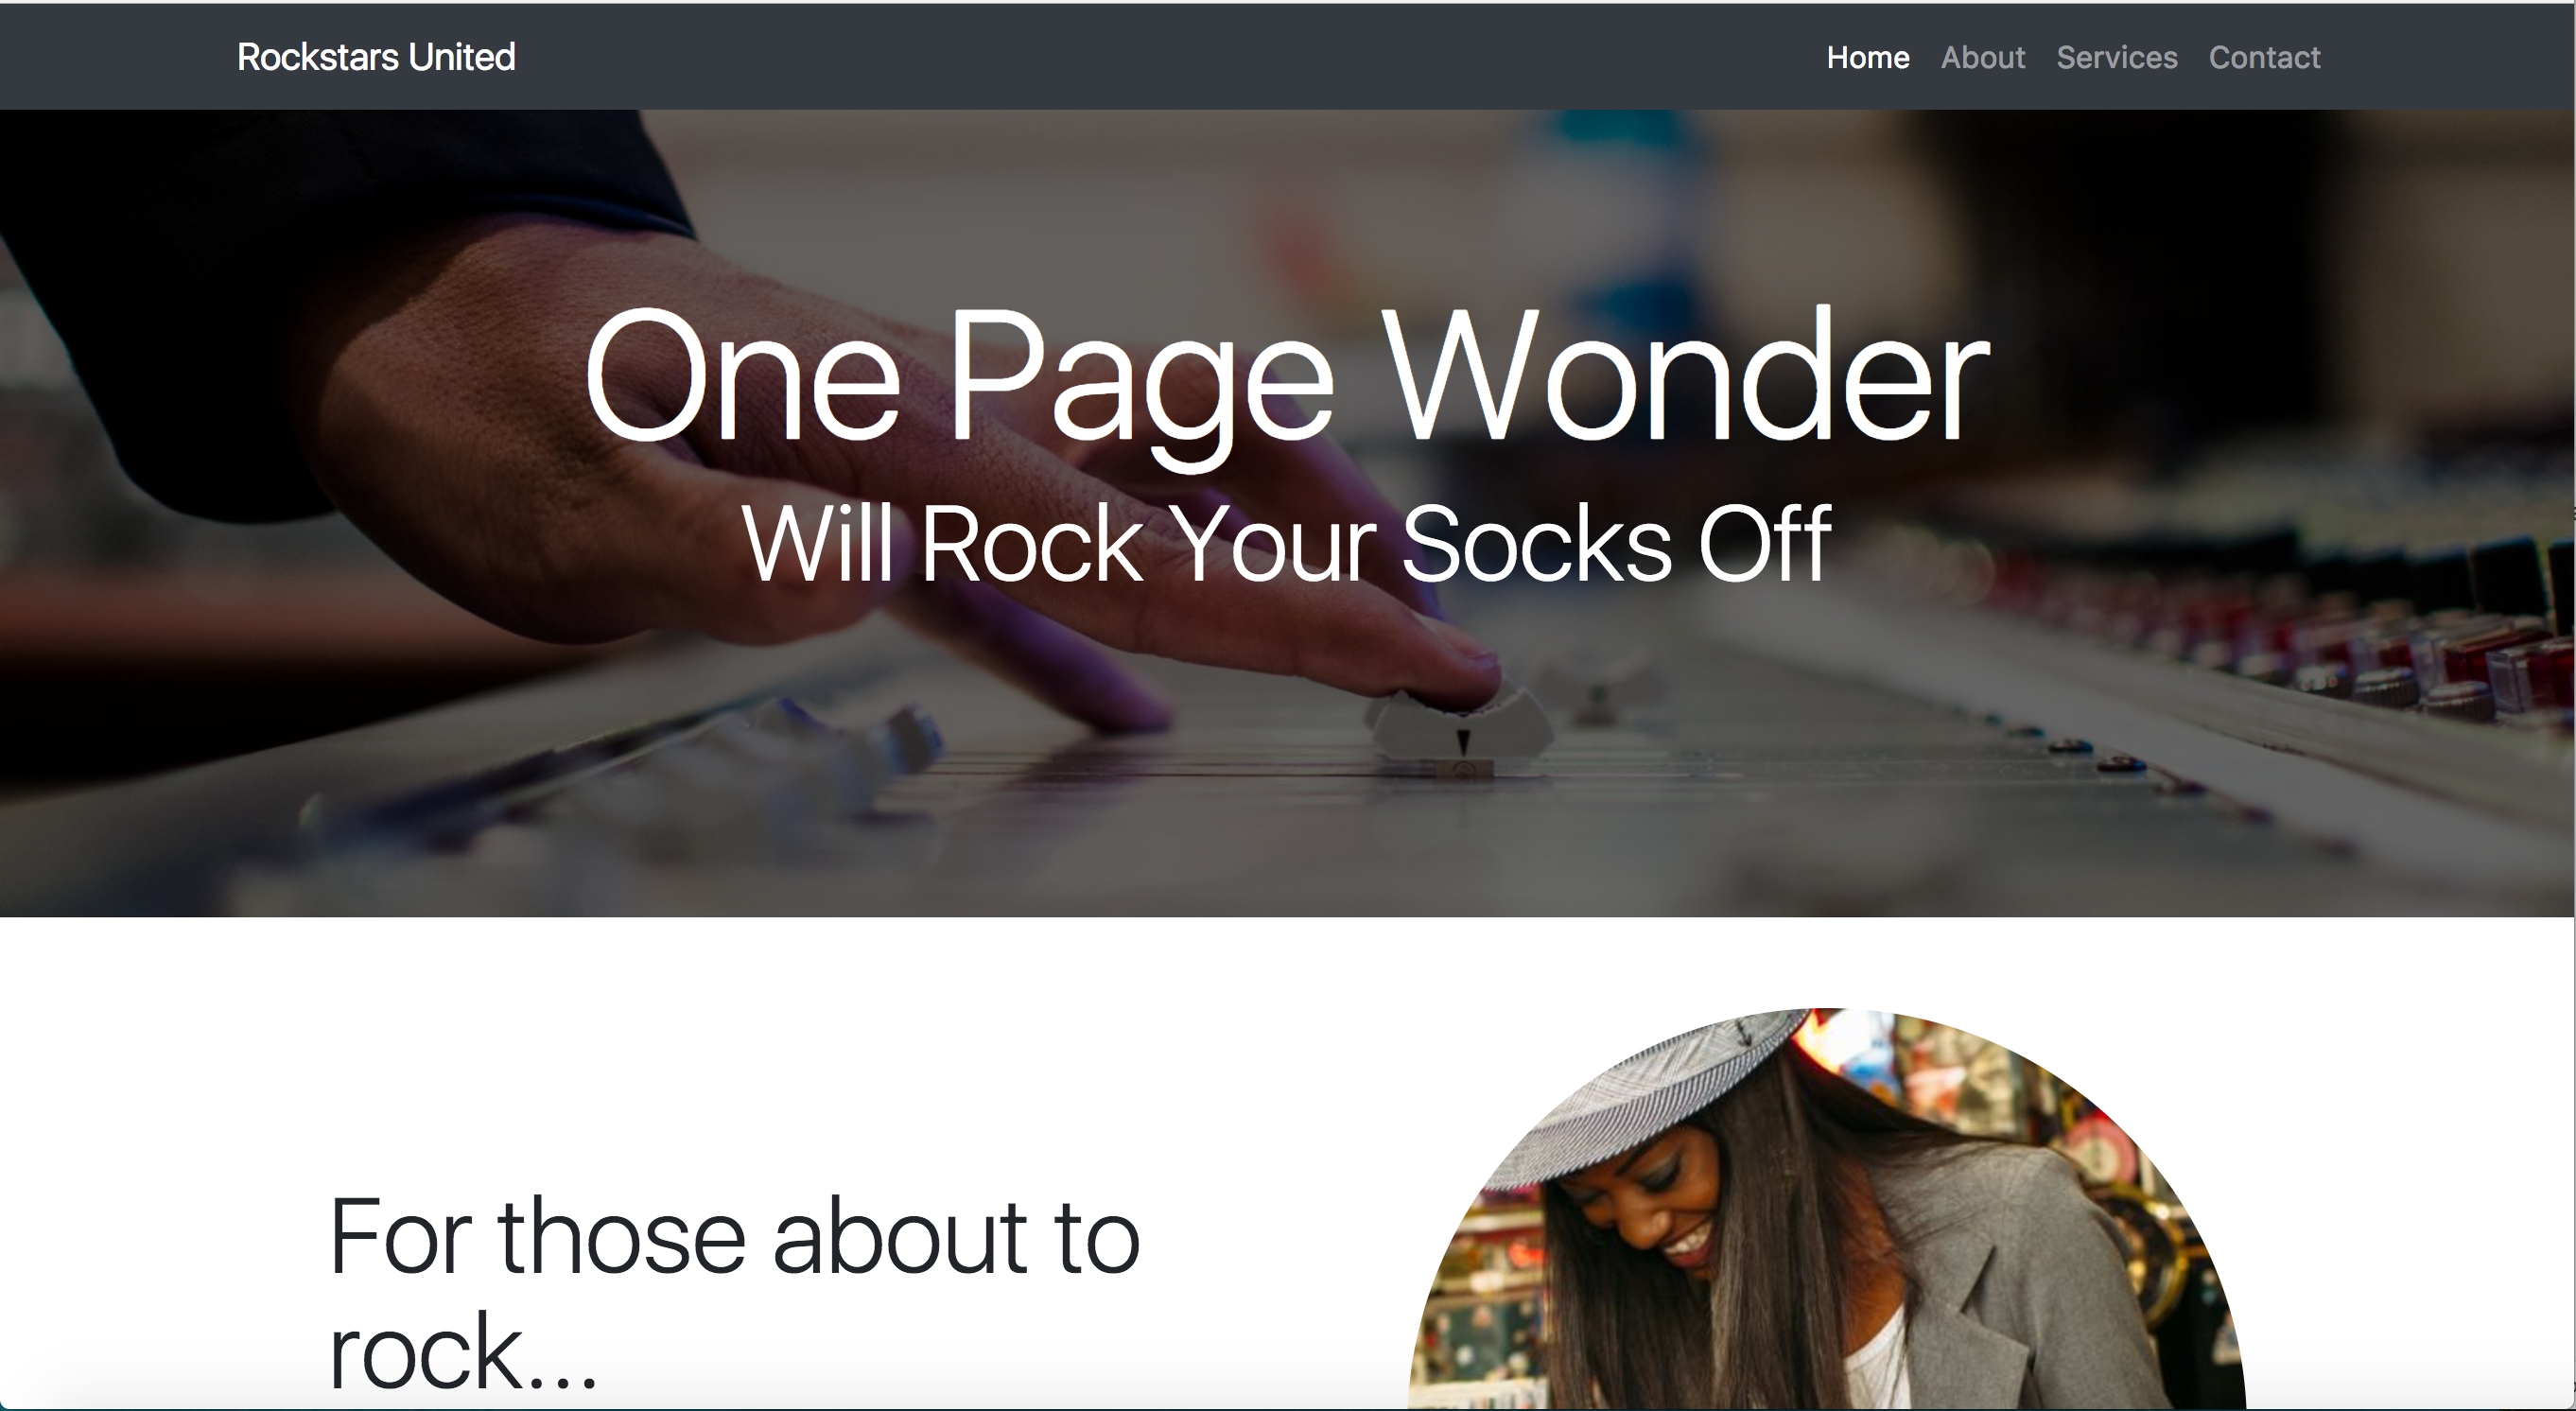 Rockstars United
Home About Services Contact
One Page Wonder
Will Rock Your Socks Off
For those about to
rock...